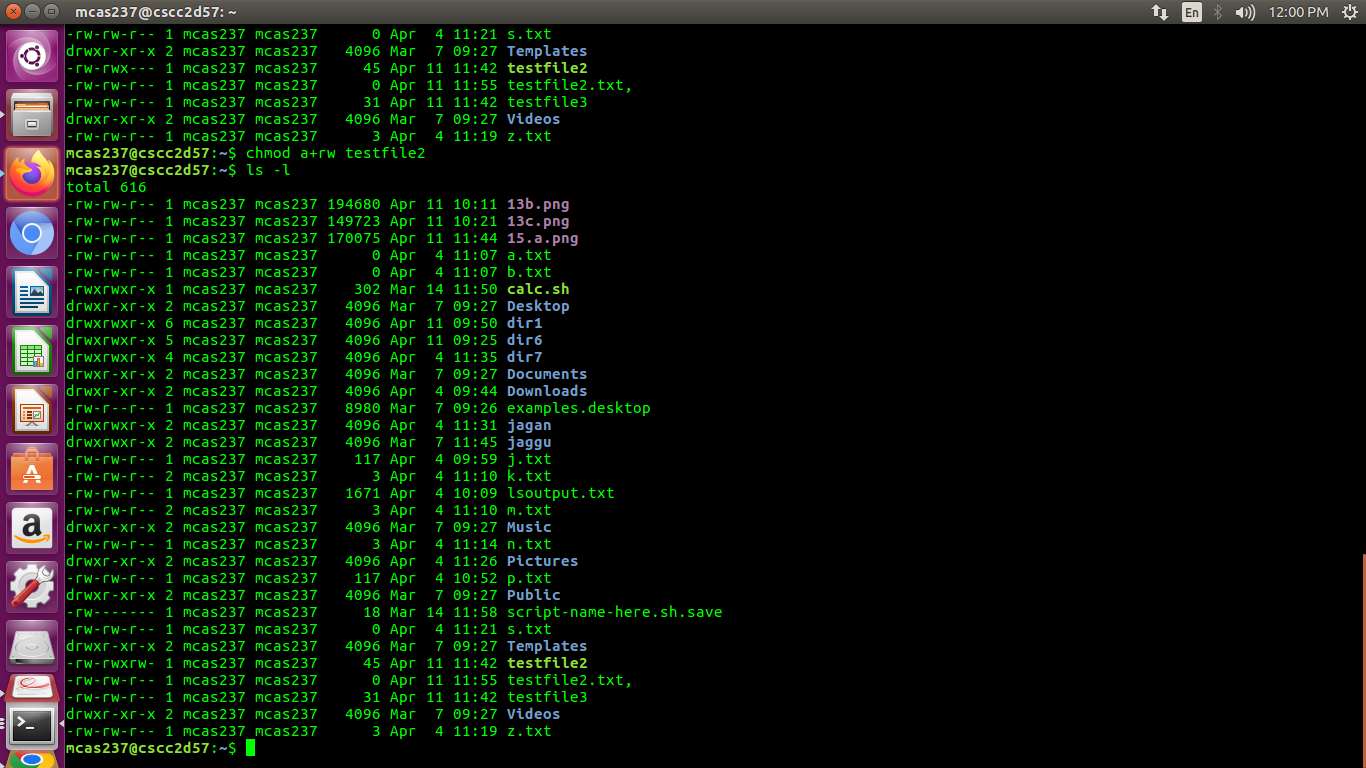 mcas237@cscc2d57: ~
En
12:00 PM
-rw-rw-r-- 1 mcas237 mcas237      0 Apr  4 11:21 s.txt
drwxr-xr-x 2 mcas237 mcas237   4096 Mar  7 09:27 Templates
-rw-rwx--- 1 mcas237 mcas237     45 Apr 11 11:42 testfile2
-rw-rw-r-- 1 mcas237 mcas237      0 Apr 11 11:55 testfile2.txt,
-rw-rw-r-- 1 mcas237 mcas237     31 Apr 11 11:42 testfile3
drwxr-xr-x 2 mcas237 mcas237   4096 Mar  7 09:27 Videos
-rw-rw-r-- 1 mcas237 mcas237      3 Apr  4 11:19 z.txt
mcas237@cscc2d57:~$ chmod a+rw testfile2
mcas237@cscc2d57:~$ ls -l
total 616
-rw-rw-r-- 1 mcas237 mcas237 194680 Apr 11 10:11 13b.png
-rw-rw-r-- 1 mcas237 mcas237 149723 Apr 11 10:21 13c.png
-rw-rw-r-- 1 mcas237 mcas237 170075 Apr 11 11:44 15.a.png
-rw-rw-r-- 1 mcas237 mcas237      0 Apr  4 11:07 a.txt
-rw-rw-r-- 1 mcas237 mcas237      0 Apr  4 11:07 b.txt
-rwxrwxr-x 1 mcas237 mcas237    302 Mar 14 11:50 calc.sh
drwxr-xr-x 2 mcas237 mcas237   4096 Mar  7 09:27 Desktop
drwxrwxr-x 6 mcas237 mcas237   4096 Apr 11 09:50 dir1
drwxrwxr-x 5 mcas237 mcas237   4096 Apr 11 09:25 dir6
drwxrwxr-x 4 mcas237 mcas237   4096 Apr  4 11:35 dir7
drwxr-xr-x 2 mcas237 mcas237   4096 Mar  7 09:27 Documents
drwxr-xr-x 2 mcas237 mcas237   4096 Apr  4 09:44 Downloads
-rw-r--r-- 1 mcas237 mcas237   8980 Mar  7 09:26 examples.desktop
drwxrwxr-x 2 mcas237 mcas237   4096 Apr  4 11:31 jagan
drwxrwxr-x 2 mcas237 mcas237   4096 Mar  7 11:45 jaggu
-rw-rw-r-- 1 mcas237 mcas237    117 Apr  4 09:59 j.txt
-rw-rw-r-- 2 mcas237 mcas237      3 Apr  4 11:10 k.txt
-rw-rw-r-- 1 mcas237 mcas237   1671 Apr  4 10:09 lsoutput.txt
-rw-rw-r-- 2 mcas237 mcas237      3 Apr  4 11:10 m.txt
drwxr-xr-x 2 mcas237 mcas237   4096 Mar  7 09:27 Music
-rw-rw-r-- 1 mcas237 mcas237      3 Apr  4 11:14 n.txt
drwxr-xr-x 2 mcas237 mcas237   4096 Apr  4 11:26 Pictures
-rw-rw-r-- 1 mcas237 mcas237    117 Apr  4 10:52 p.txt
drwxr-xr-x 2 mcas237 mcas237   4096 Mar  7 09:27 Public
-rw------- 1 mcas237 mcas237     18 Mar 14 11:58 script-name-here.sh.save
-rw-rw-r-- 1 mcas237 mcas237      0 Apr  4 11:21 s.txt
drwxr-xr-x 2 mcas237 mcas237   4096 Mar  7 09:27 Templates
-rw-rwxrw- 1 mcas237 mcas237     45 Apr 11 11:42 testfile2
-rw-rw-r-- 1 mcas237 mcas237      0 Apr 11 11:55 testfile2.txt,
-rw-rw-r-- 1 mcas237 mcas237     31 Apr 11 11:42 testfile3
drwxr-xr-x 2 mcas237 mcas237   4096 Mar  7 09:27 Videos
-rw-rw-r-- 1 mcas237 mcas237      3 Apr  4 11:19 z.txt
mcas237@cscc2d57:~$